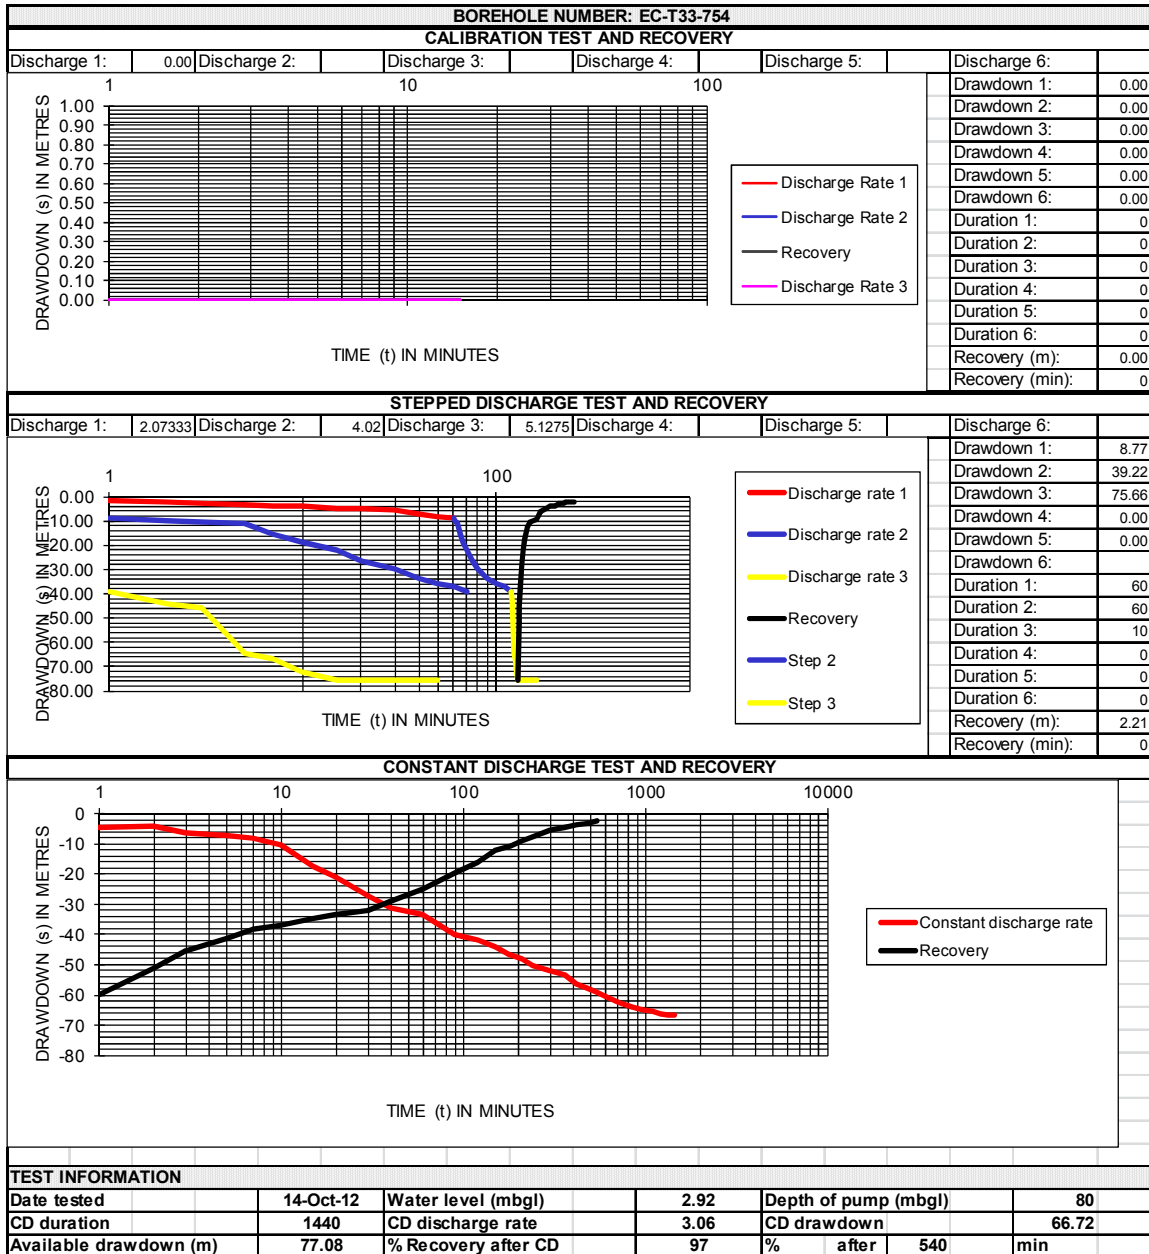 BOREHOLE NUMBER: EC-T33-754
CALIBRATION TEST AND RECOVERY
Discharge 1: 0.00 Discharge 2: Discharge 3: Discharge 4: Discharge 5: Discharge 6:
1 10 100
DRAWDOWN (s) IN METRES
1.00
0.90
0.80
0.70
0.60
0.50
0.40
0.30
0.20
0.10
0.00
TIME (t) IN MINUTES
Discharge Rate 1
Discharge Rate 2
Recovery
Discharge Rate 3
Drawdown 1: 0.00
Drawdown 2: 0.00
Drawdown 3: 0.00
Drawdown 4: 0.00
Drawdown 5: 0.00
Drawdown 6: 0.00
Duration 1: 0
Duration 2: 0
Duration 3: 0
Duration 4: 0
Duration 5: 0
Duration 6: 0
Recovery (m): 0.00
Recovery (min): 0
STEPPED DISCHARGE TEST AND RECOVERY
Discharge 1: 2.07333 Discharge 2: 4.02 Discharge 3: 5.1275 Discharge 4: Discharge 5: Discharge 6:
1 100
DRAWDOWN (s) IN METRES
0.00
-10.00
-20.00
-30.00
-40.00
-50.00
-60.00
-70.00
-80.00
TIME (t) IN MINUTES
Discharge rate 1
Discharge rate 2
Discharge rate 3
Recovery
Step 2
Step 3
Drawdown 1: 8.77
Drawdown 2: 39.22
Drawdown 3: 75.66
Drawdown 4: 0.00
Drawdown 5: 0.00
Drawdown 6:
Duration 1: 60
Duration 2: 60
Duration 3: 10
Duration 4: 0
Duration 5: 0
Duration 6: 0
Recovery (m): 2.21
Recovery (min): 0
CONSTANT DISCHARGE TEST AND RECOVERY
1 10 100 1000 10000
DRAWDOWN (s) IN METRES
0
-10
-20
-30
-40
-50
-60
-70
-80
TIME (t) IN MINUTES
Constant discharge rate
Recovery
TEST INFORMATION
Date tested 14-Oct-12 Water level (mbgl) 2.92 Depth of pump (mbgl) 80
CD duration 1440 CD discharge rate 3.06 CD drawdown 66.72
Available drawdown (m) 77.08 % Recovery after CD 97 % after 540 min